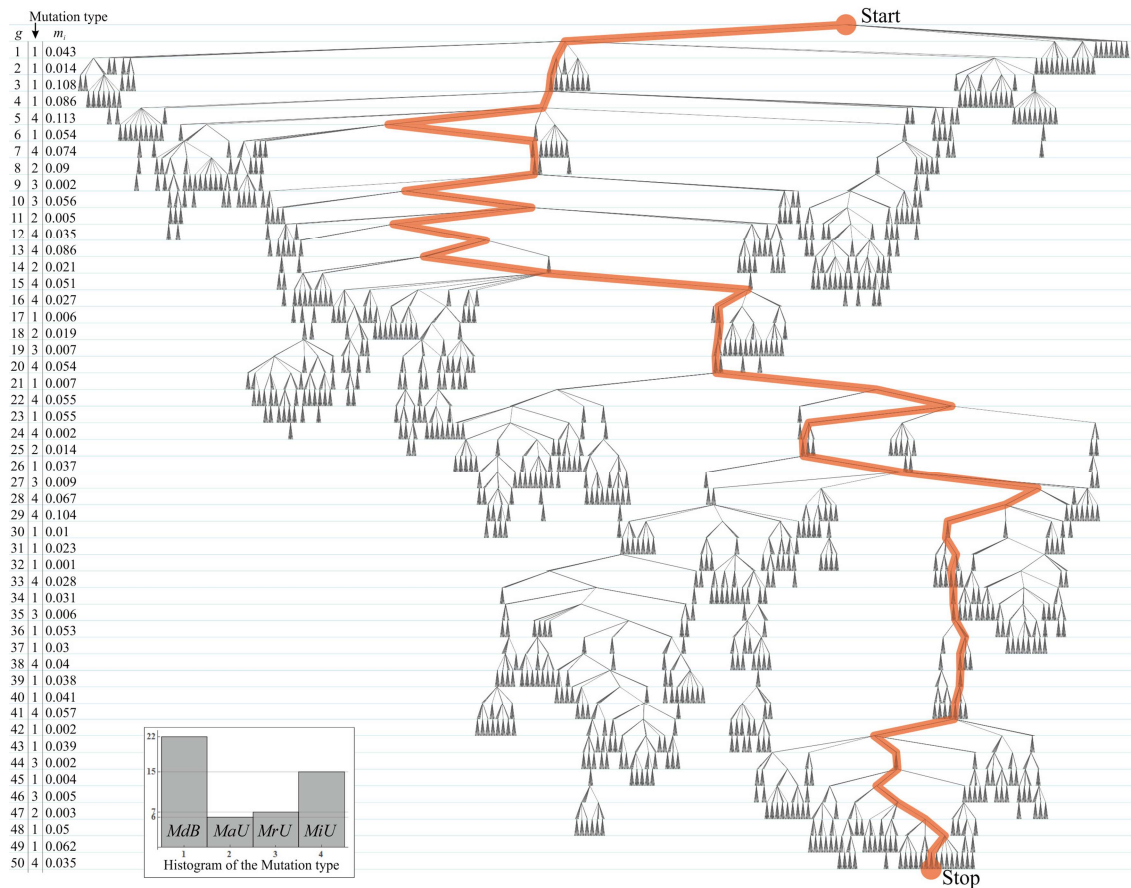 Mutation type
Start
g mᵢ
1 1 0.043
2 1 0.014
3 1 0.108
4 1 0.086
5 4 0.113
6 1 0.054
7 4 0.074
8 2 0.09
9 3 0.002
10 3 0.056
11 2 0.005
12 4 0.035
13 4 0.086
14 2 0.021
15 4 0.051
16 4 0.027
17 1 0.006
18 2 0.019
19 3 0.007
20 4 0.054
21 1 0.007
22 4 0.055
23 1 0.055
24 4 0.002
25 2 0.014
26 1 0.037
27 3 0.009
28 4 0.067
29 4 0.104
30 1 0.01
31 1 0.023
32 1 0.001
33 4 0.028
34 1 0.031
35 3 0.006
36 1 0.053
37 1 0.03
38 4 0.04
39 1 0.038
40 1 0.041
41 4 0.057
42 1 0.002
43 1 0.039
44 3 0.002
45 1 0.004
46 3 0.005
47 2 0.003
48 1 0.05
49 1 0.062
50 4 0.035
22
15
7
6
MdB MaU MrU MiU
1 2 3 4
Histogram of the Mutation type
Stop